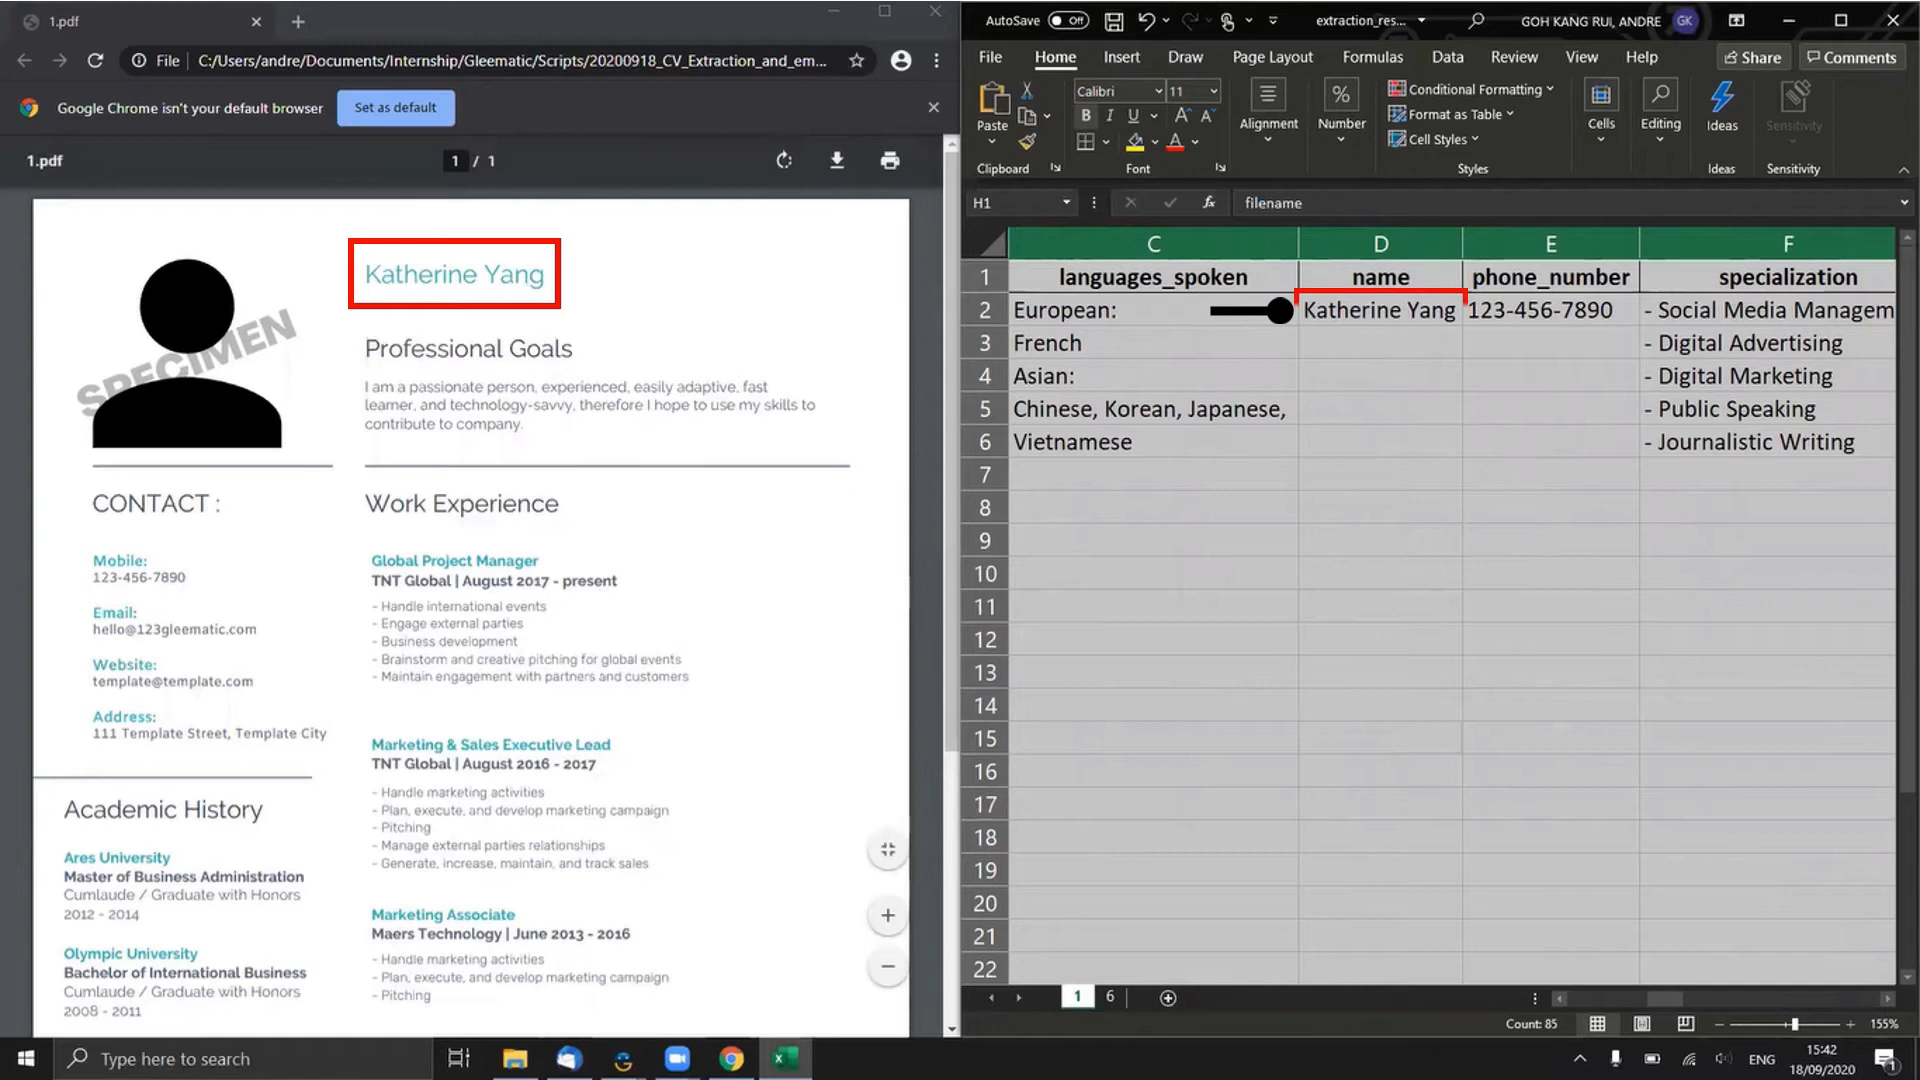 1.pdf
File
C:/Users/andre/Documents/Internship/Gleematic/Scripts/20200918_CV_Extraction_and_em...
Google Chrome isn't your default browser
Set as default
1.pdf
1 / 1
SPECIMEN
Katherine Yang
Professional Goals
I am a passionate person, experienced, easily adaptive, fast
learner, and technology-savvy, therefore I hope to use my skills to
contribute to company.
CONTACT :
Mobile:
123-456-7890
Email:
hello@123gleematic.com
Website:
template@template.com
Address:
111 Template Street, Template City
Academic History
Ares University
Master of Business Administration
Cumlaude / Graduate with Honors
2012 - 2014
Olympic University
Bachelor of International Business
Cumlaude / Graduate with Honors
2008 - 2011
Work Experience
Global Project Manager
TNT Global | August 2017 - present
- Handle international events
- Engage external parties
- Business development
- Brainstorm and creative pitching for global events
- Maintain engagement with partners and customers
Marketing & Sales Executive Lead
TNT Global | August 2016 - 2017
- Handle marketing activities
- Plan, execute, and develop marketing campaign
- Pitching
- Manage external parties relationships
- Generate, increase, maintain, and track sales
Marketing Associate
Maers Technology | June 2013 - 2016
- Handle marketing activities
- Plan, execute, and develop marketing campaign
- Pitching
AutoSave Off
extraction_res...
GOH KANG RUI, ANDRE GK
File Home Insert Draw Page Layout Formulas Data Review View Help Share Comments
Paste
Calibri 11
B I U A A
A
Alignment
%
Number
Conditional Formatting
Format as Table
Cell Styles
Cells
Editing
Ideas
Sensitivity
Clipboard Font Styles Ideas Sensitivity
H1 fx filename
C D E F
1 languages_spoken name phone_number specialization
2 European: Katherine Yang 123-456-7890 - Social Media Managem
3 French - Digital Advertising
4 Asian: - Digital Marketing
5 Chinese, Korean, Japanese, - Public Speaking
6 Vietnamese - Journalistic Writing
7
8
9
10
11
12
13
14
15
16
17
18
19
20
21
22
1 6
Count: 85 155%
Type here to search
ENG
15:42
18/09/2020
1